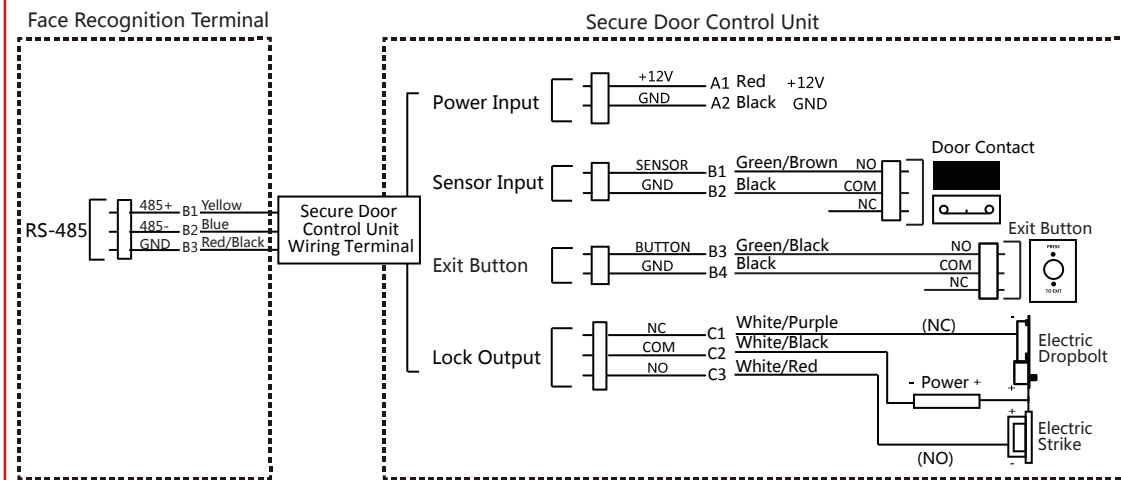 Face Recognition Terminal
Secure Door Control Unit
RS-485
485+ B1 Yellow
485- B2 Blue
GND B3 Red/Black
Secure Door
Control Unit
Wiring Terminal
Power Input
+12V A1 Red +12V
GND A2 Black GND
Sensor Input
SENSOR B1 Green/Brown NO
GND B2 Black COM
NC
Door Contact
Exit Button
BUTTON B3 Green/Black NO
GND B4 Black COM
NC
Exit Button
PRESS
TO EXIT
Lock Output
NC C1 White/Purple (NC)
COM C2 White/Black
NO C3 White/Red
-
Electric
Dropbolt
+
- Power +
+
Electric
Strike
-
(NO)